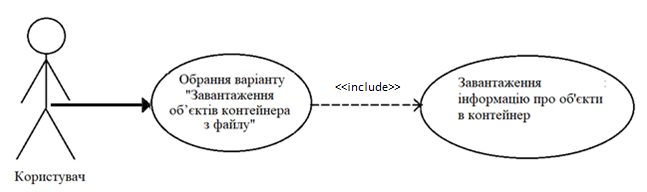 Обрання варіанту
"Завантаження
об’єктів контейнера
з файлу"
<<include>>
Завантаження :
інформацію про об'єкти
в контейнер
Користувач